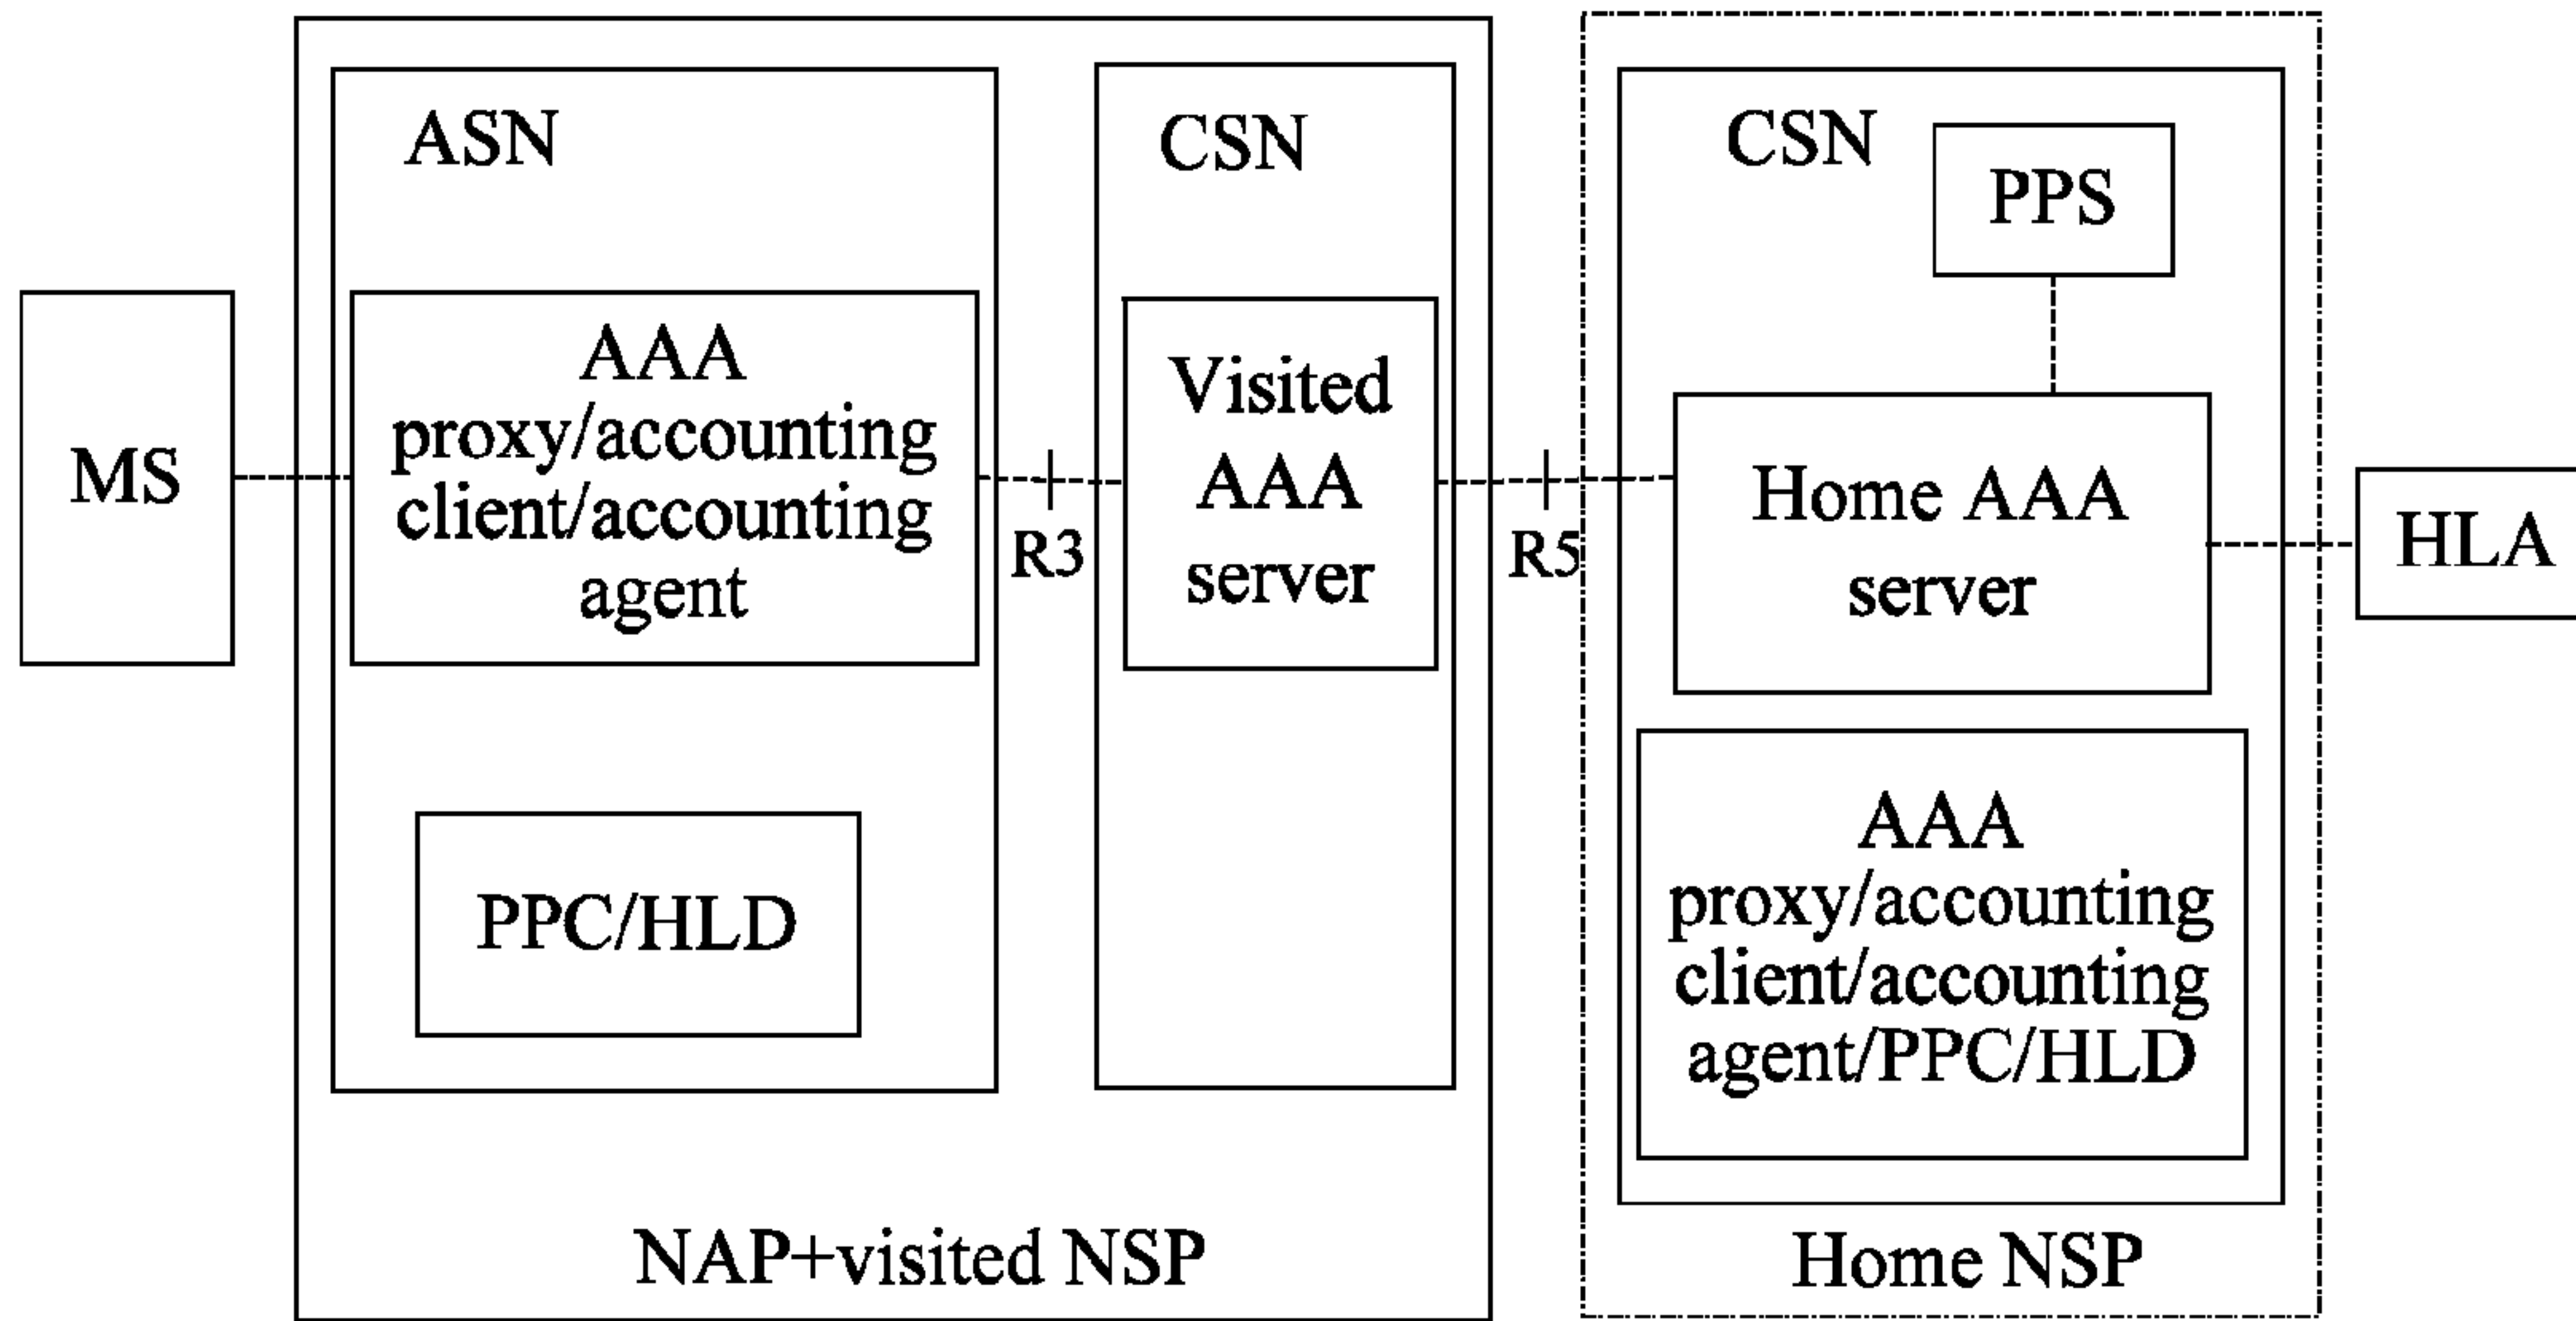 MS
ASN
AAA
proxy/accounting
client/accounting
agent
PPC/HLD
R3
CSN
Visited
AAA
server
NAP+visited NSP
R5
CSN
PPS
Home AAA
server
AAA
proxy/accounting
client/accounting
agent/PPC/HLD
Home NSP
HLA